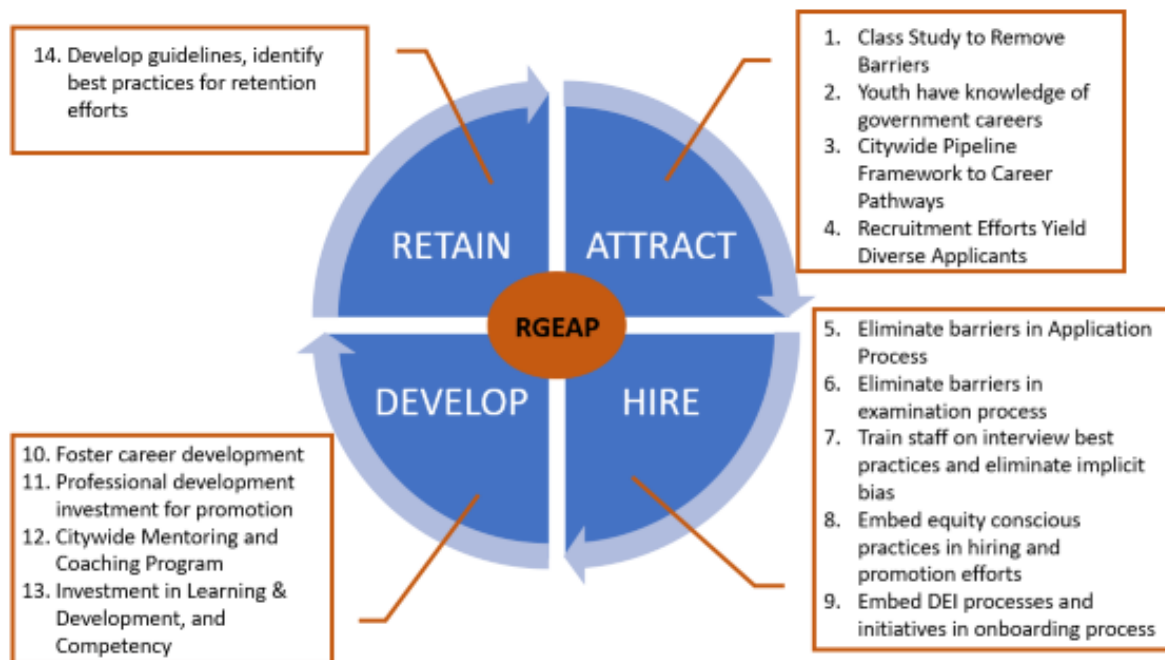 14. Develop guidelines, identify
best practices for retention
efforts
1. Class Study to Remove
Barriers
2. Youth have knowledge of
government careers
3. Citywide Pipeline
Framework to Career
Pathways
4. Recruitment Efforts Yield
Diverse Applicants
RETAIN
ATTRACT
RGEAP
DEVELOP
HIRE
5. Eliminate barriers in Application
Process
6. Eliminate barriers in
examination process
7. Train staff on interview best
practices and eliminate implicit
bias
8. Embed equity conscious
practices in hiring and
promotion efforts
9. Embed DEI processes and
initiatives in onboarding process
10. Foster career development
11. Professional development
investment for promotion
12. Citywide Mentoring and
Coaching Program
13. Investment in Learning &
Development, and
Competency